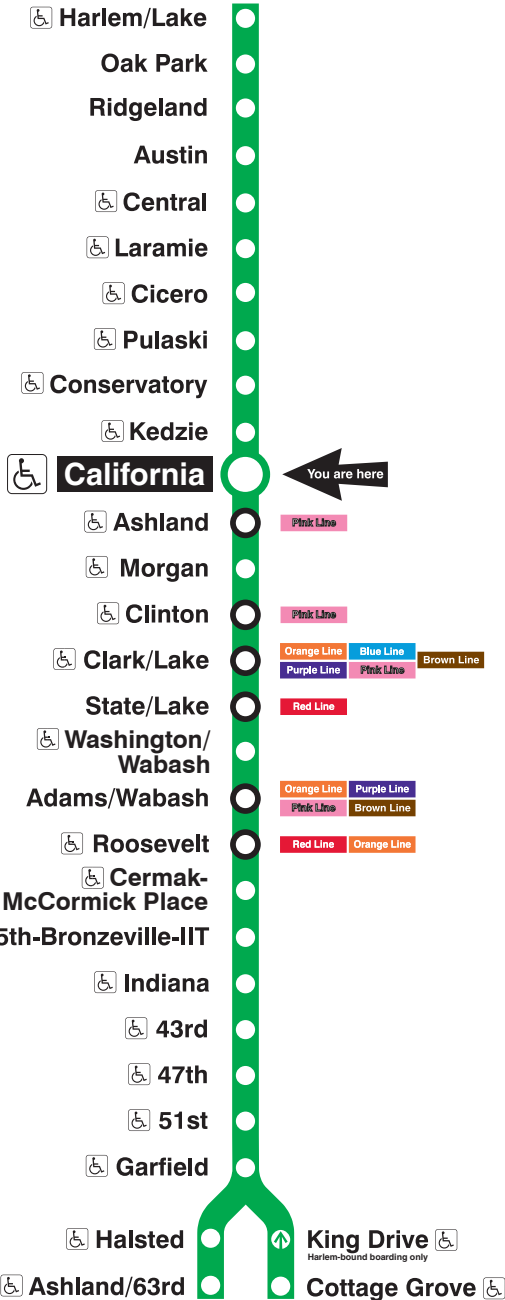 Harlem/Lake
Oak Park
Ridgeland
Austin
Central
Laramie
Cicero
Pulaski
Conservatory
Kedzie
California
You are here
Ashland
Pink Line
Morgan
Clinton
Pink Line
Clark/Lake
Orange Line Blue Line
Brown Line
Purple Line Pink Line
State/Lake
Red Line
Washington/
Wabash
Adams/Wabash
Orange Line Purple Line
Pink Line Brown Line
Roosevelt
Red Line Orange Line
Cermak-
McCormick Place
5th-Bronzeville-IIT
Indiana
43rd
47th
51st
Garfield
Halsted
King Drive
Harlem-bound boarding only
Ashland/63rd
Cottage Grove